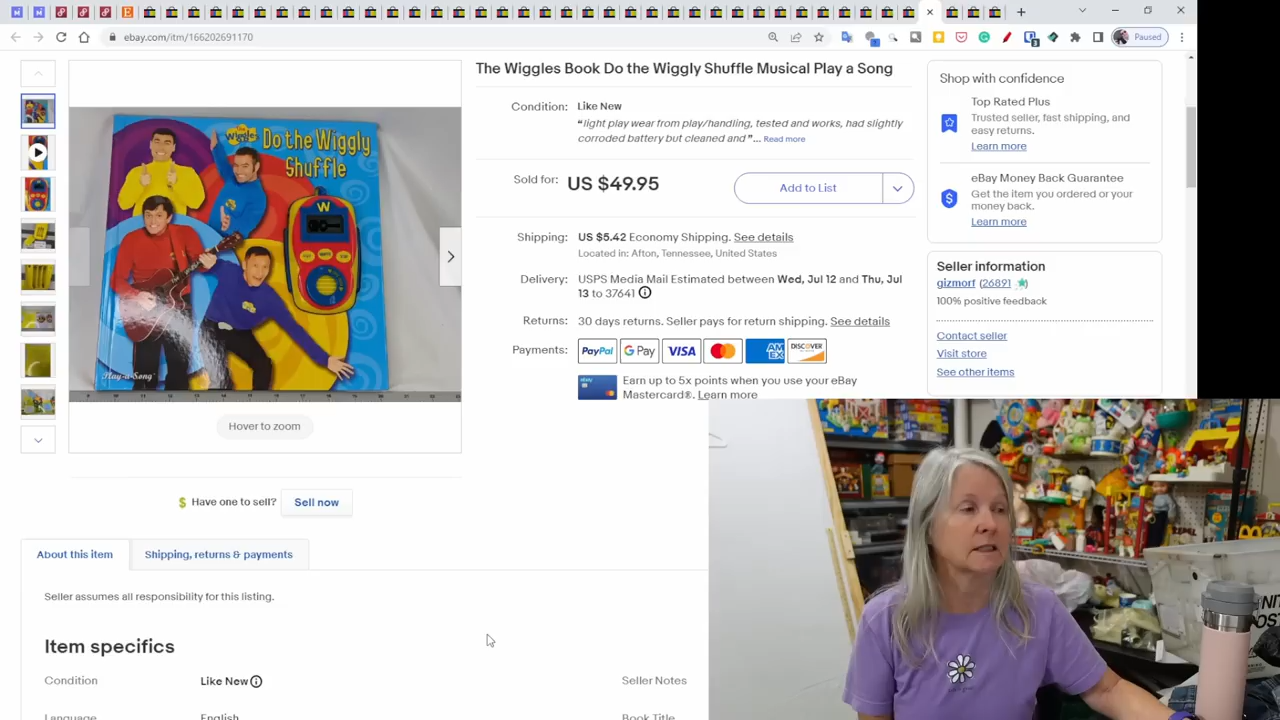 ebay.com/itm/166202691170
Paused
The Wiggles Book Do the Wiggly Shuffle Musical Play a Song
Condition:
Like New
“light play wear from play/handling, tested and works, had slightly
corroded battery but cleaned and” ... Read more
Sold for:
US $49.95
Add to List
Shipping:
US $5.42 Economy Shipping. See details
Located in: Afton, Tennessee, United States
Delivery:
USPS Media Mail Estimated between Wed, Jul 12 and Thu, Jul
13 to 37641
Returns:
30 days returns. Seller pays for return shipping. See details
Payments:
PayPal
G Pay
VISA
AM
EX
DISCOVER
Earn up to 5x points when you use your eBay
Mastercard®. Learn more
Shop with confidence
Top Rated Plus
Trusted seller, fast shipping, and
easy returns.
Learn more
eBay Money Back Guarantee
Get the item you ordered or your
money back.
Learn more
Seller information
gizmorf (26891)
100% positive feedback
Contact seller
Visit store
See other items
Wiggles
Do the Wiggly
Shuffle
W
Play-a-Song
Hover to zoom
Have one to sell?
Sell now
About this item
Shipping, returns & payments
Seller assumes all responsibility for this listing.
Item specifics
Condition
Like New
Seller Notes
Language
English
Book Title